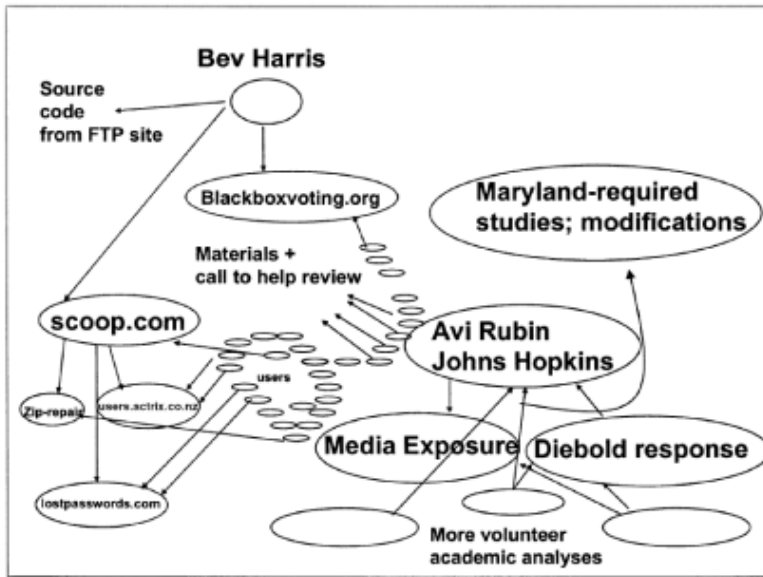 Bev Harris
Source
code
from FTP site
Blackboxvoting.org
Maryland-required
studies; modifications
Materials +
call to help review
scoop.com
Avi Rubin
Johns Hopkins
users
Zip-repair
users.actrix.co.nz
Media Exposure
Diebold response
lostpasswords.com
More volunteer
academic analyses